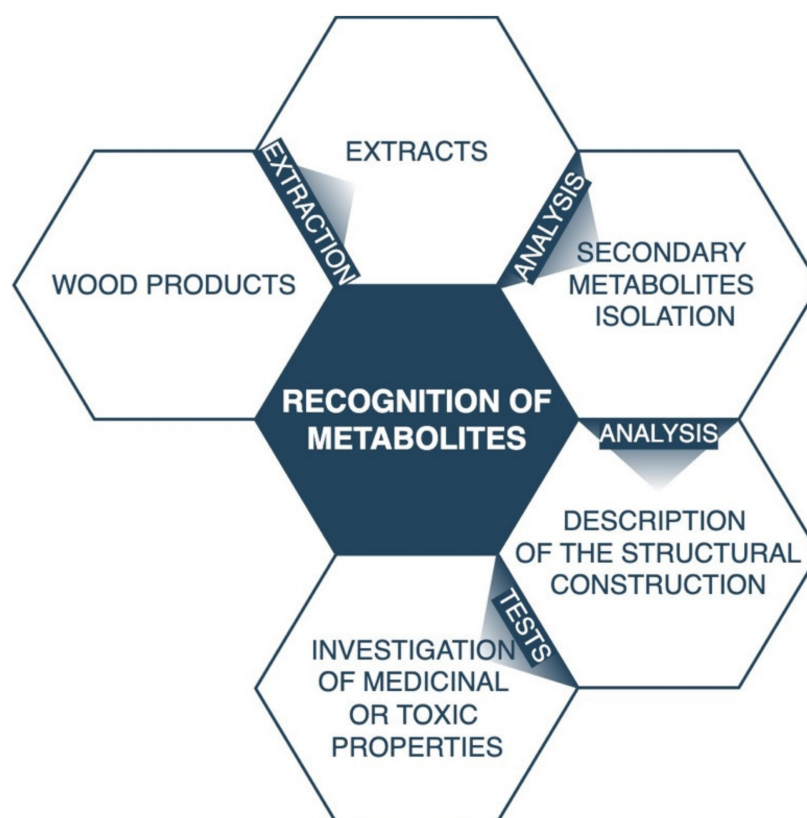 EXTRACTS
EXTRACTION
ANALYSIS
WOOD PRODUCTS
SECONDARY
METABOLITES
ISOLATION
RECOGNITION OF
METABOLITES
ANALYSIS
DESCRIPTION
OF THE STRUCTURAL
CONSTRUCTION
TESTS
INVESTIGATION
OF MEDICINAL
OR TOXIC
PROPERTIES